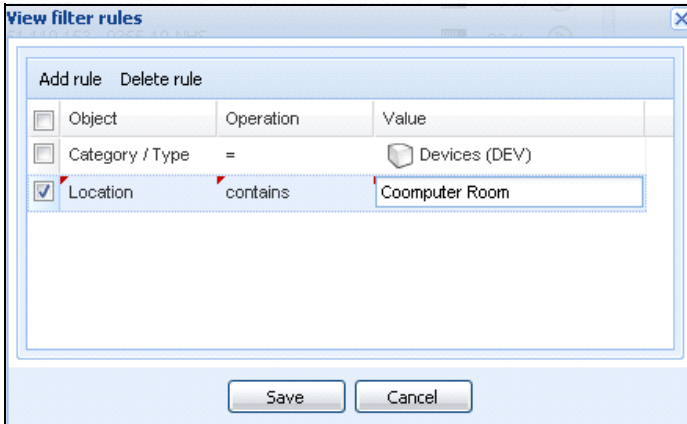 View filter rules
Add rule Delete rule
Object Operation Value
Category / Type = Devices (DEV)
Location contains Coomputer Room
Save Cancel